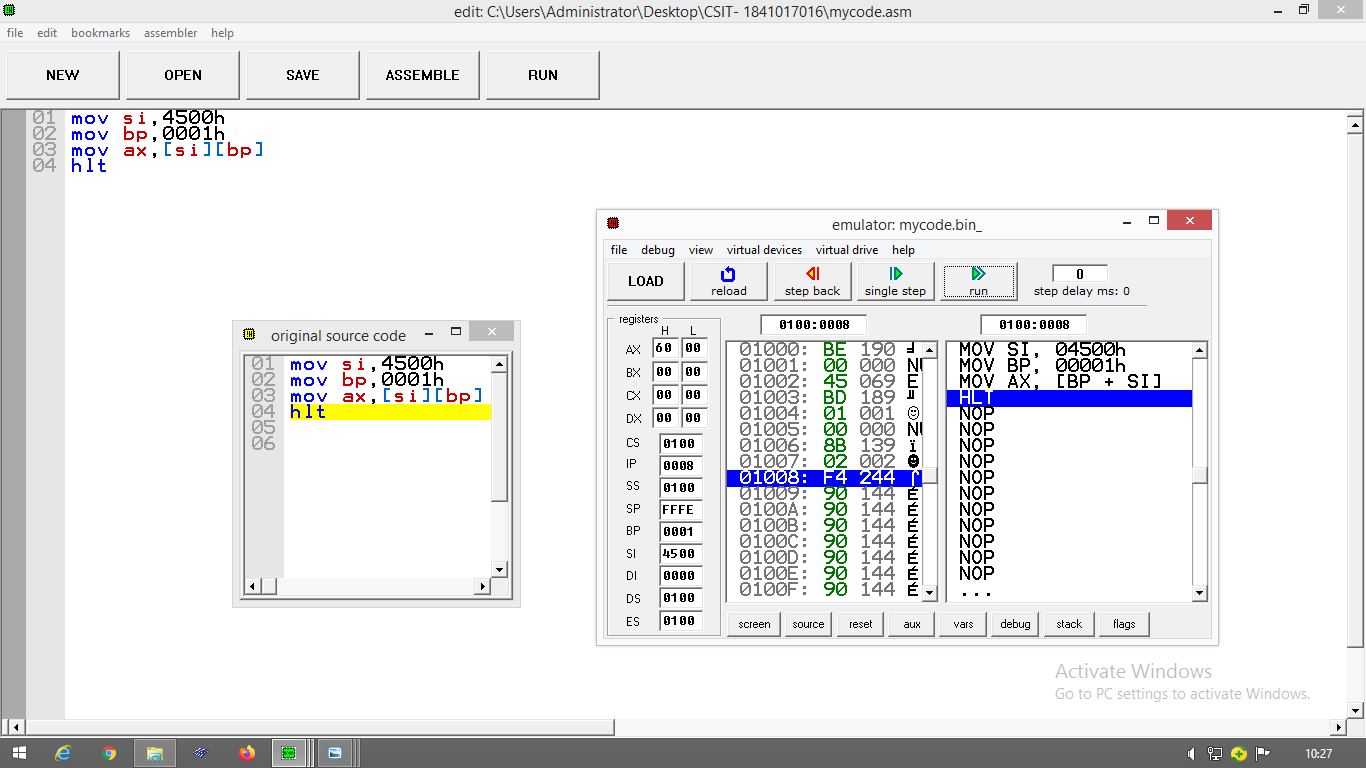 edit: C:\Users\Administrator\Desktop\CSIT- 1841017016\mycode.asm
file edit bookmarks assembler help
NEW OPEN SAVE ASSEMBLE RUN
01 mov si,4500h
02 mov bp,0001h
03 mov ax,[si][bp]
04 hlt
original source code
01 mov si,4500h
02 mov bp,0001h
03 mov ax,[si][bp]
04 hlt
05
06
emulator: mycode.bin_
file debug view virtual devices virtual drive help
LOAD reload step back single step run 0
step delay ms: 0
registers
H L
AX 60 00
BX 00 00
CX 00 00
DX 00 00
CS 0100
IP 0008
SS 0100
SP FFFE
BP 0001
SI 4500
DI 0000
DS 0100
ES 0100
0100:0008
01000: BE 190 ╛
01001: 00 000 NU
01002: 45 069 E
01003: BD 189 ╜
01004: 01 001 ☺
01005: 00 000 NU
01006: 8B 139 ï
01007: 02 002 ☻
01008: F4 244 ⌠
01009: 90 144 É
0100A: 90 144 É
0100B: 90 144 É
0100C: 90 144 É
0100D: 90 144 É
0100E: 90 144 É
0100F: 90 144 É
0100:0008
MOV SI, 04500h
MOV BP, 00001h
MOV AX, [BP + SI]
HLT
NOP
NOP
NOP
NOP
NOP
NOP
NOP
NOP
NOP
NOP
NOP
...
screen source reset aux vars debug stack flags
Activate Windows
Go to PC settings to activate Windows.
10:27